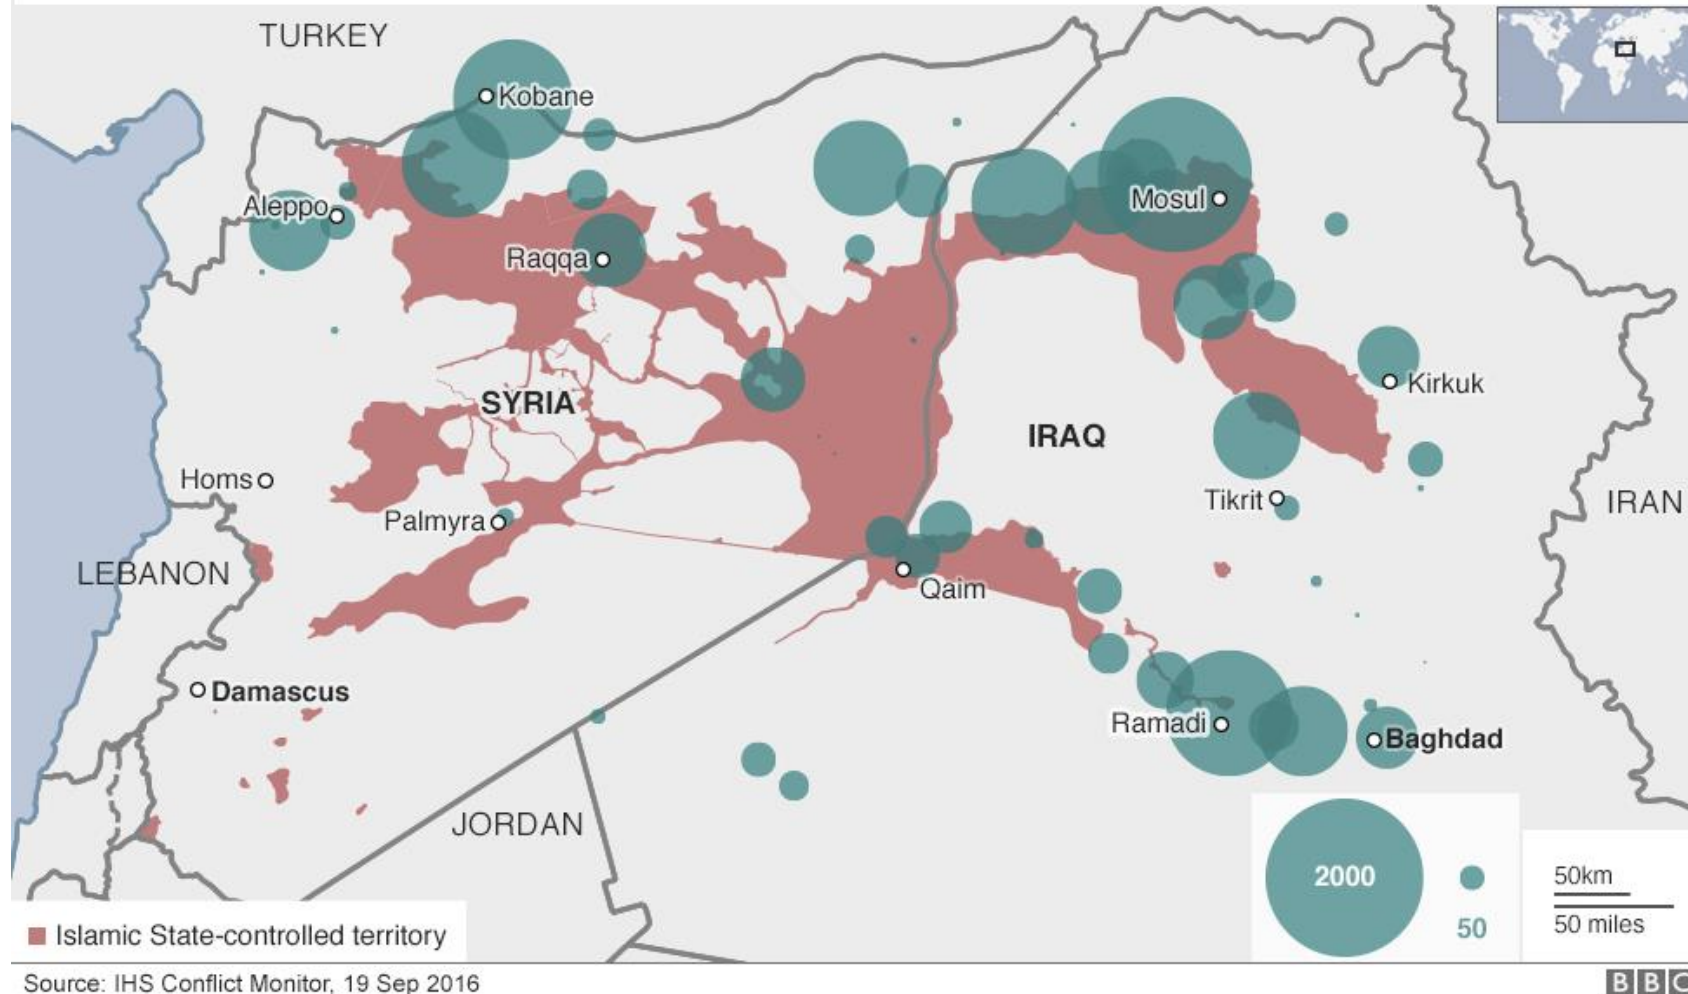 TURKEY
Kobane
Aleppo
Mosul
Raqqa
SYRIA
IRAQ
Kirkuk
Homs
Palmyra
Tikrit
IRAN
LEBANON
Qaim
Damascus
Ramadi
Baghdad
JORDAN
2000
50
50km
50 miles
Islamic State-controlled territory
Source: IHS Conflict Monitor, 19 Sep 2016
BBC